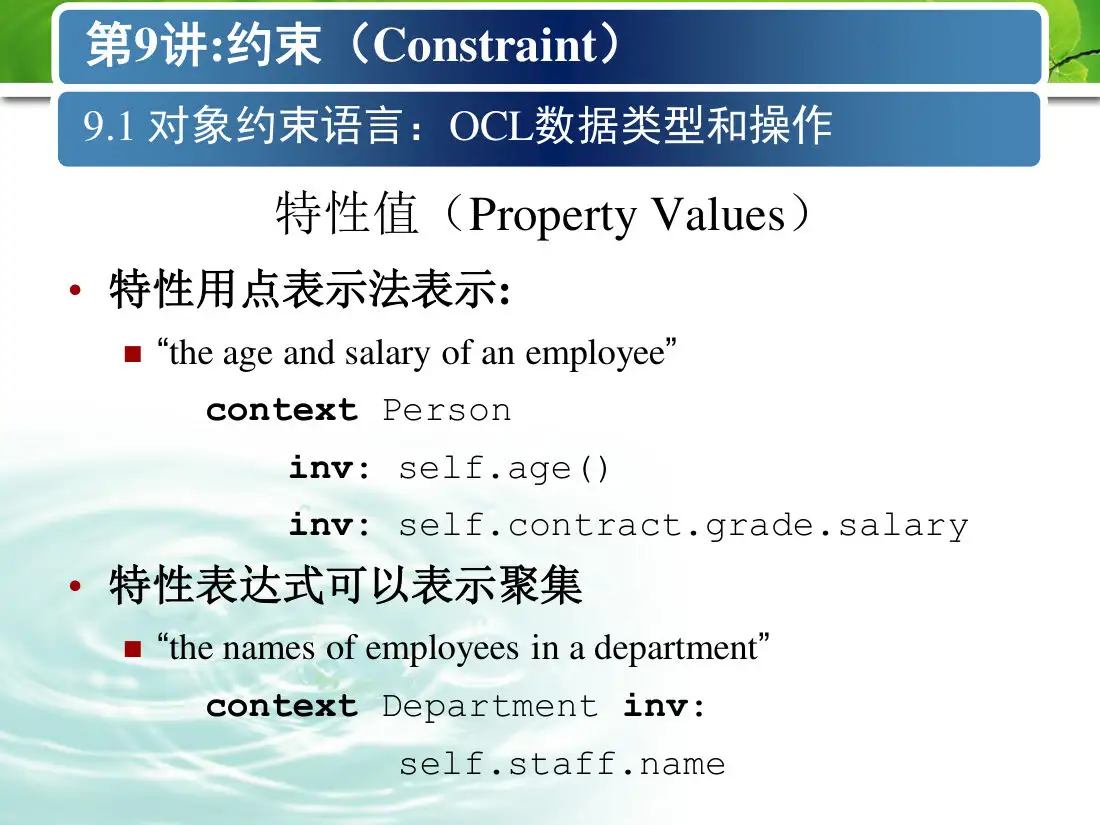 第9讲:约束（Constraint）
9.1 对象约束语言：OCL数据类型和操作
特性值（Property Values）
• 特性用点表示法表示:
■ “the age and salary of an employee”
context Person
inv: self.age()
inv: self.contract.grade.salary
• 特性表达式可以表示聚集
■ “the names of employees in a department”
context Department inv:
self.staff.name